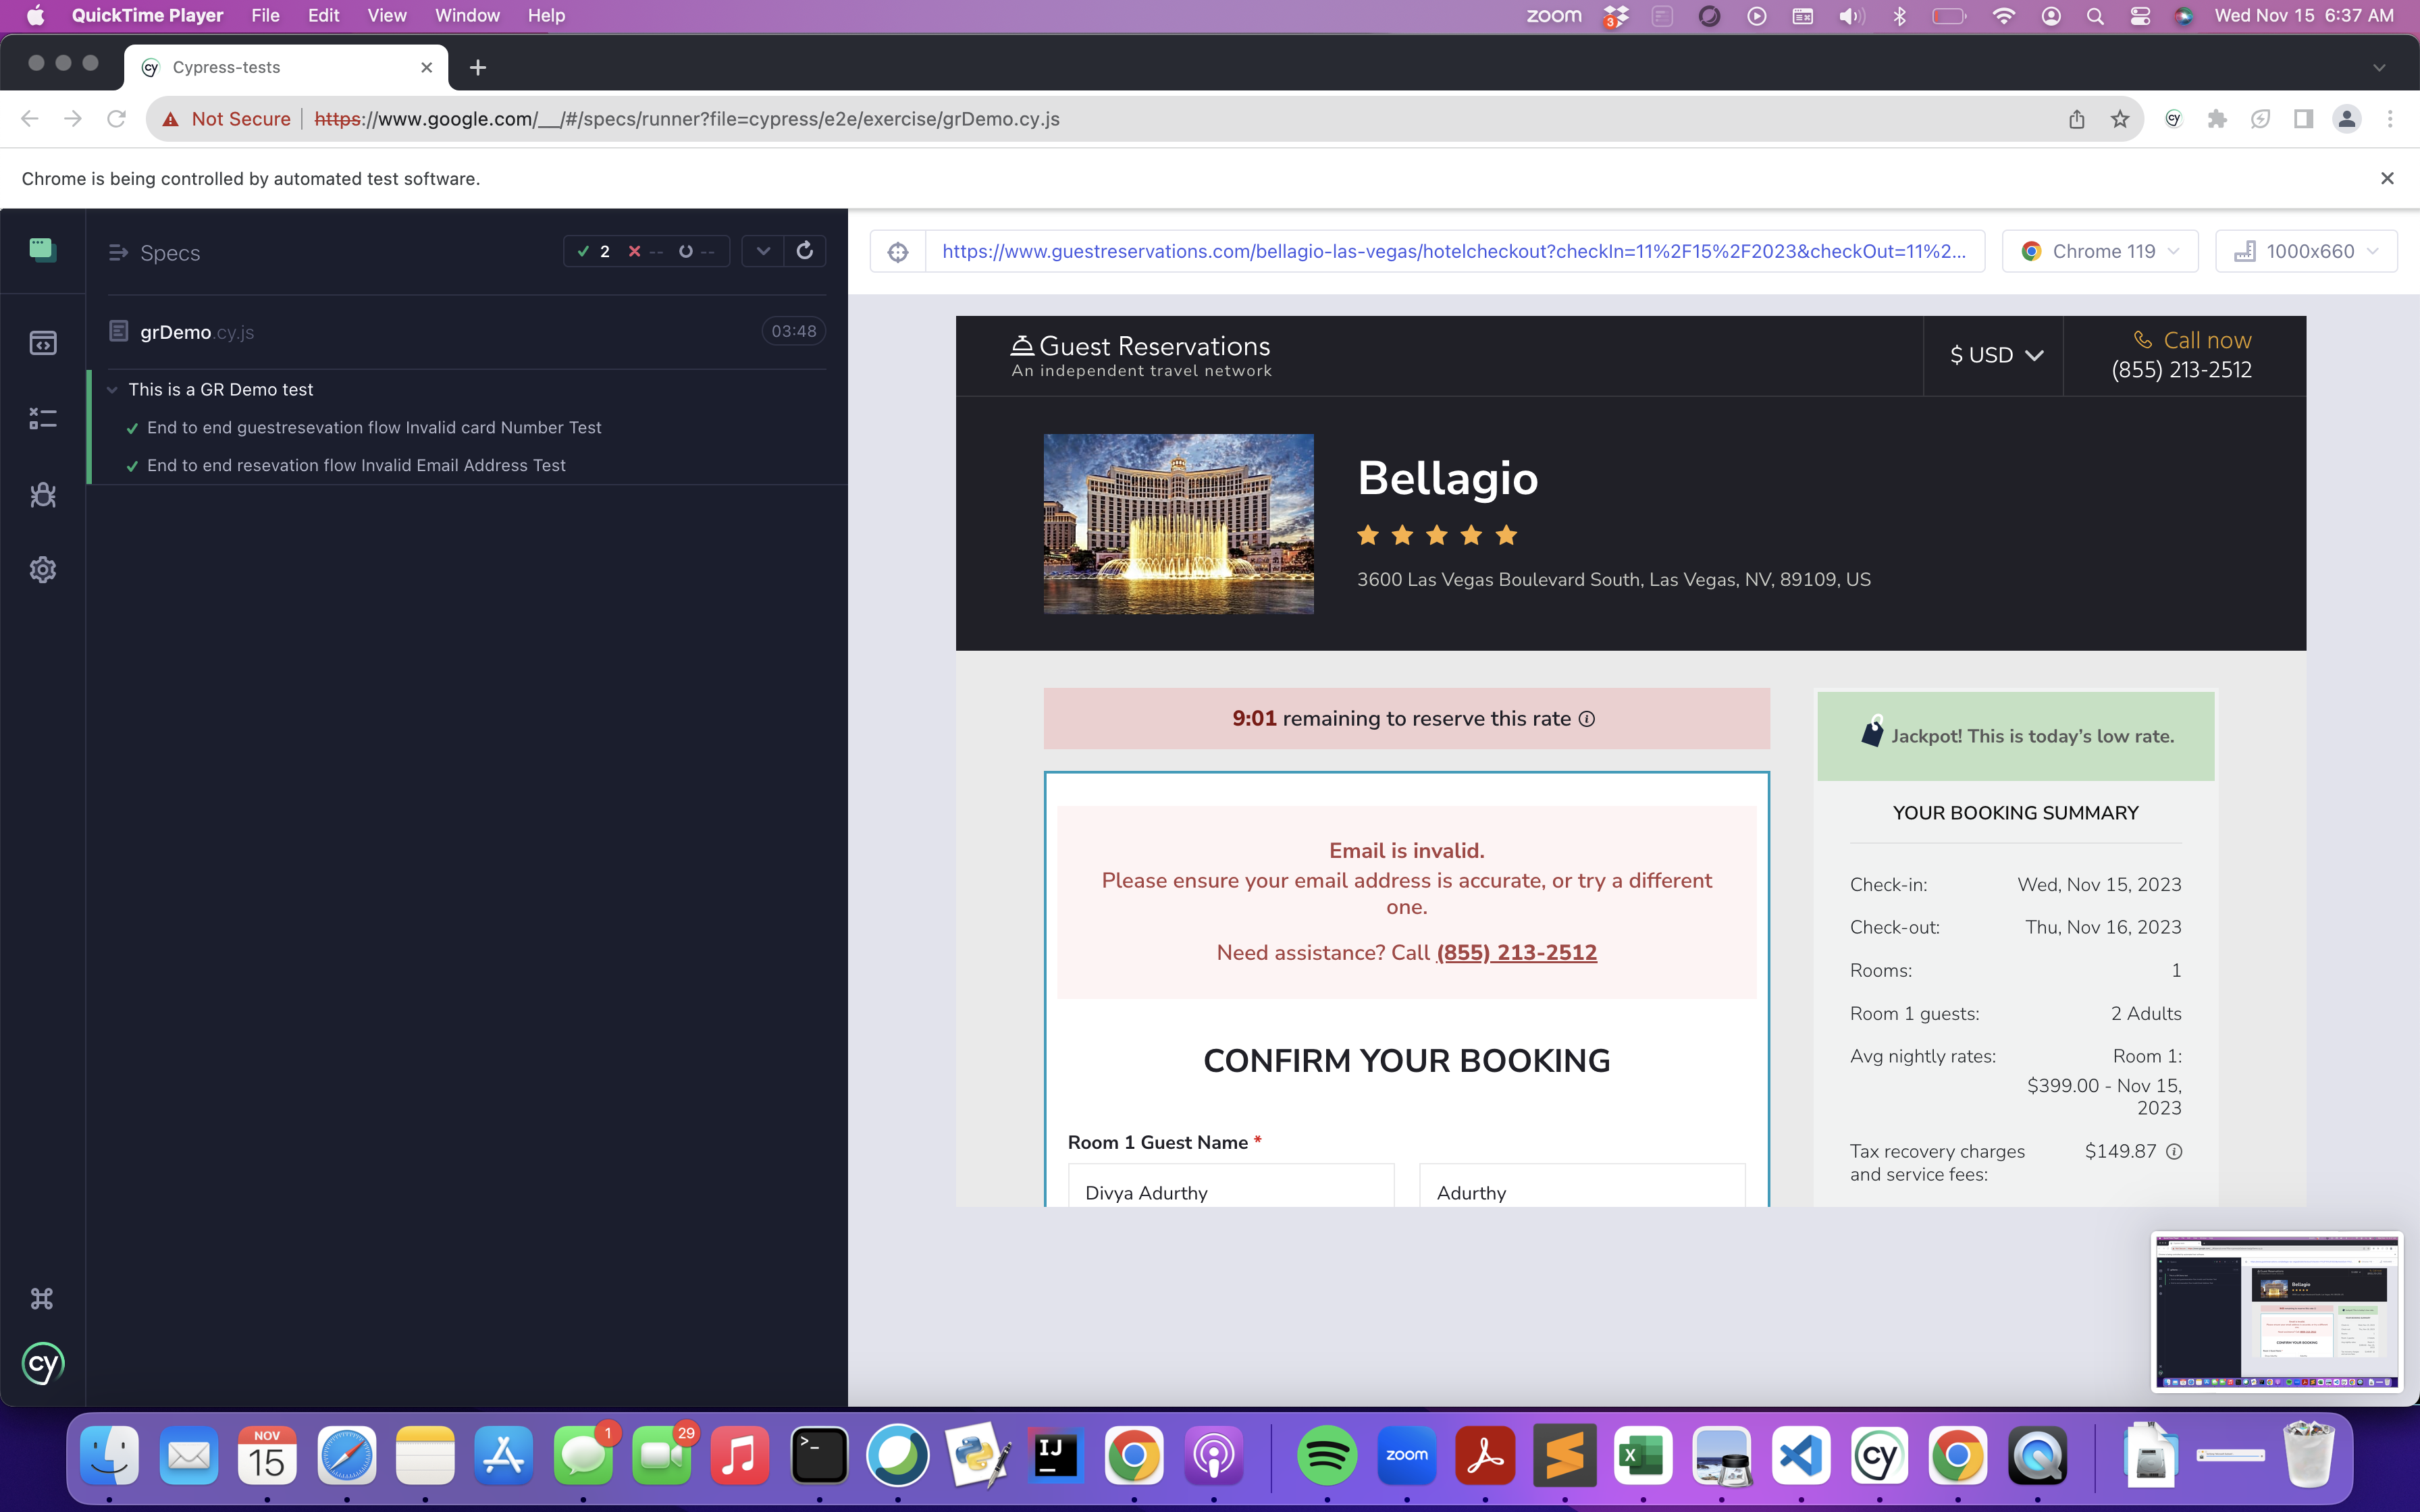 QuickTime Player File Edit View Window Help
zoom 3 Wed Nov 15 6:37 AM
cy Cypress-tests
Not Secure https://www.google.com/__/#/specs/runner?file=cypress/e2e/exercise/grDemo.cy.js
Chrome is being controlled by automated test software.
Specs 2 -- --
grDemo.cy.js 03:48
This is a GR Demo test
End to end guestresevation flow Invalid card Number Test
End to end resevation flow Invalid Email Address Test
cy
https://www.guestreservations.com/bellagio-las-vegas/hotelcheckout?checkIn=11%2F15%2F2023&checkOut=11%2...
Chrome 119
1000x660
Guest Reservations
An independent travel network
$ USD
Call now
(855) 213-2512
Bellagio
3600 Las Vegas Boulevard South, Las Vegas, NV, 89109, US
9:01 remaining to reserve this rate
Email is invalid.
Please ensure your email address is accurate, or try a different
one.
Need assistance? Call (855) 213-2512
CONFIRM YOUR BOOKING
Room 1 Guest Name *
Divya Adurthy Adurthy
Jackpot! This is today's low rate.
YOUR BOOKING SUMMARY
Check-in: Wed, Nov 15, 2023
Check-out: Thu, Nov 16, 2023
Rooms: 1
Room 1 guests: 2 Adults
Avg nightly rates: Room 1:
$399.00 - Nov 15,
2023
Tax recovery charges $149.87
and service fees:
NOV
15
1
29
IJ
zoom
X
cy